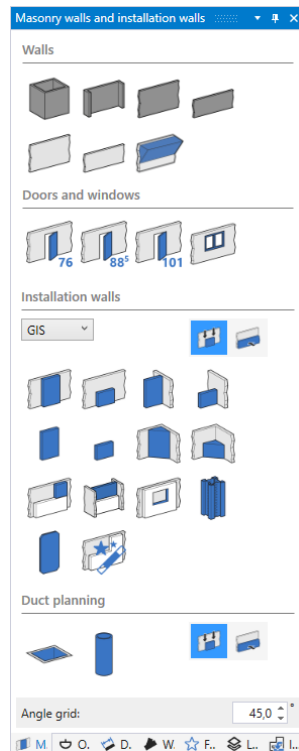 Masonry walls and installation walls
Walls
Doors and windows
76 88⁵ 101
Installation walls
GIS
Duct planning
Angle grid: 45,0 °
M. O. D. W. F.. L.. I..